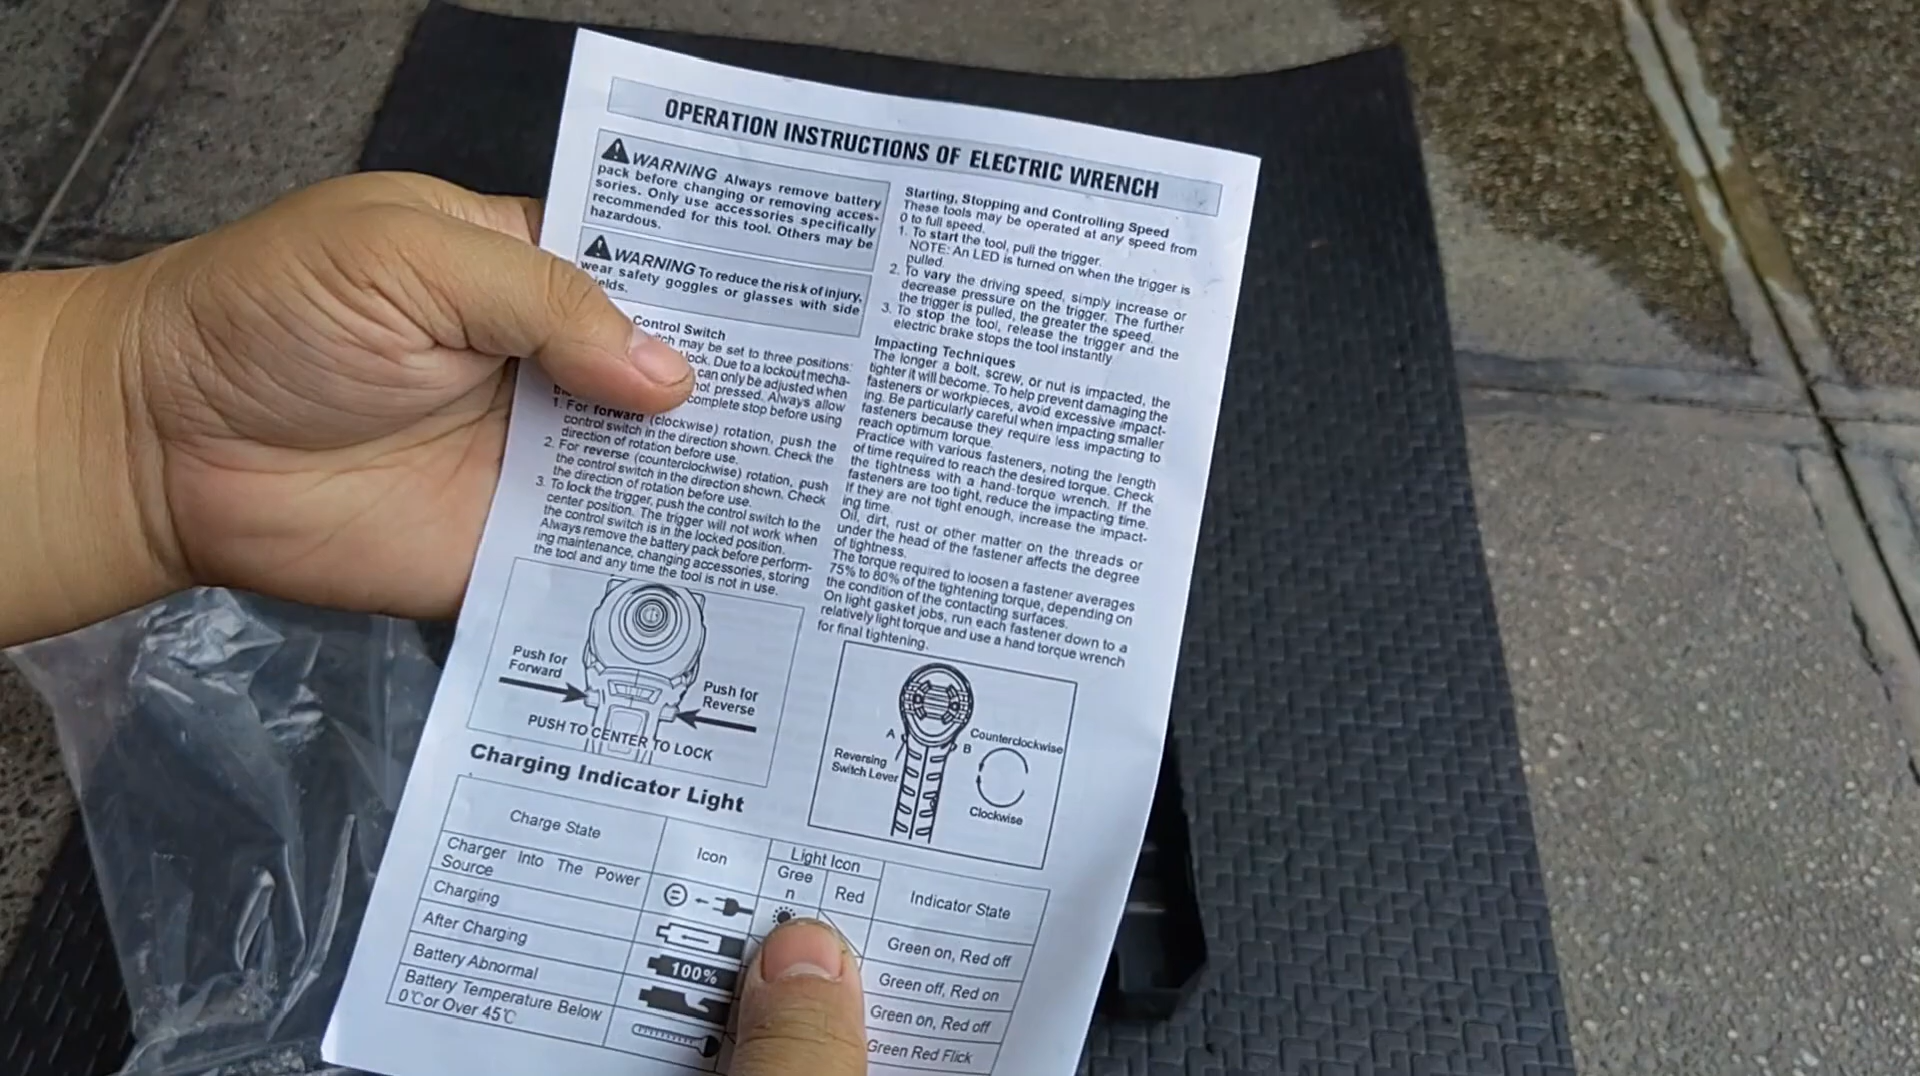 OPERATION INSTRUCTIONS OF ELECTRIC WRENCH
WARNING Always remove battery
pack before changing or removing acces-
sories. Only use accessories specifically
recommended for this tool. Others may be
hazardous.
WARNING To reduce the risk of injury,
wear safety goggles or glasses with side
Control Switch
may be set to three positions:
lock. Due to a lockout mecha-
can only be adjusted when
not pressed. Always allow
complete stop before using
1. For forward (clockwise) rotation, push the
control switch in the direction shown. Check the
direction of rotation before use.
2. For reverse (counterclockwise) rotation, push
the control switch in the direction shown. Check
the direction of rotation before use.
3. To lock the trigger, push the control switch to the
center position. The trigger will not work when
the control switch is in the locked position.
Always remove the battery pack before perform-
ing maintenance, changing accessories, storing
the tool and any time the tool is not in use.
Push for
Forward
Push for
Reverse
PUSH TO CENTER TO LOCK
Starting, Stopping and Controlling Speed
These tools may be operated at any speed from
0 to full speed.
1. To start the tool, pull the trigger.
NOTE: An LED is turned on when the trigger is
pulled.
2. To vary the driving speed, simply increase or
decrease pressure on the trigger. The further
the trigger is pulled, the greater the speed.
3. To stop the tool, release the trigger and the
electric brake stops the tool instantly
Impacting Techniques
The longer a bolt, screw, or nut is impacted, the
tighter it will become. To help prevent damaging the
fasteners or workpieces, avoid excessive impact-
ing. Be particularly careful when impacting smaller
fasteners because they require less impacting to
reach optimum torque.
Practice with various fasteners, noting the length
of time required to reach the desired torque. Check
the tightness with a hand-torque wrench. If the
fasteners are too tight, reduce the impacting time.
If they are not tight enough, increase the impact-
ing time.
Oil, dirt, rust or other matter on the threads or
under the head of the fastener affects the degree
of tightness.
The torque required to loosen a fastener averages
75% to 80% of the tightening torque, depending on
the condition of the contacting surfaces.
On light gasket jobs, run each fastener down to a
relatively light torque and use a hand torque wrench
for final tightening.
A
B
Reversing
Switch Lever
Counterclockwise
Clockwise
Charging Indicator Light
Charge State
Icon
Light Icon
Gree
n
Red
Indicator State
Charger Into The Power
Source
Green on, Red off
Charging
Green off, Red on
After Charging
100%
Green on, Red off
Battery Abnormal
Green Red Flick
Battery Temperature Below
0℃or Over 45℃